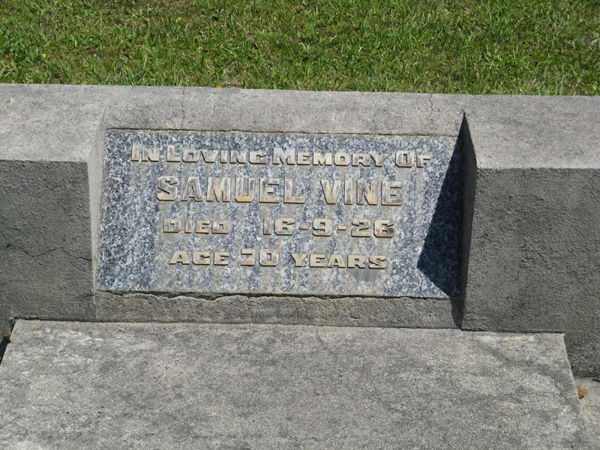 IN LOVING MEMORY OF
SAMUEL VINE
DIED 16-9-26
AGE 70 YEARS